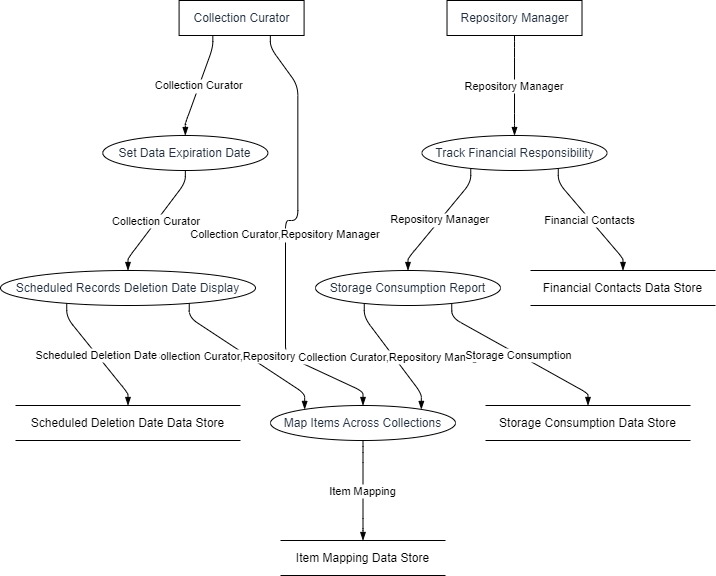 Collection Curator
Repository Manager
Collection Curator
Repository Manager
Set Data Expiration Date
Track Financial Responsibility
Collection Curator
Repository Manager
Financial Contacts
Collection Curator,Repository Manager
Scheduled Records Deletion Date Display
Storage Consumption Report
Financial Contacts Data Store
Scheduled Deletion Date
ollection Curator,Repository
Collection Curator,Repository
Storage Consumption
Scheduled Deletion Date Data Store
Map Items Across Collections
Storage Consumption Data Store
Item Mapping
Item Mapping Data Store